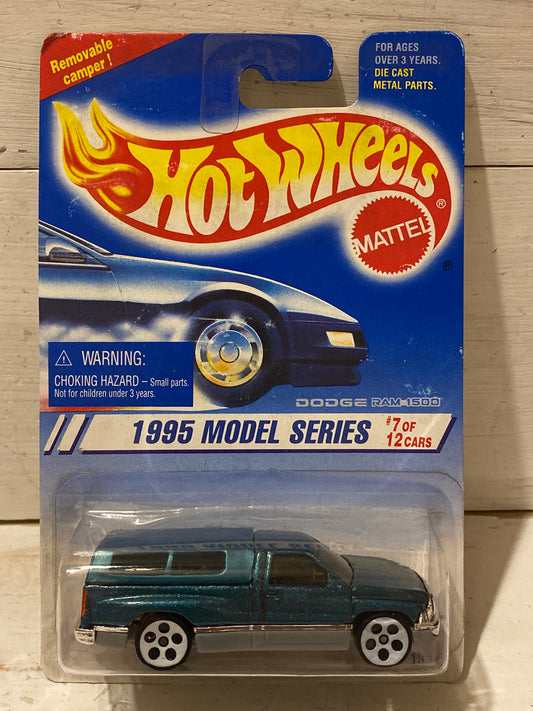 Removable
camper!
FOR AGES
OVER 3 YEARS.
DIE CAST
METAL PARTS.
HOT WHEELS®
MATTEL
®
⚠ WARNING:
CHOKING HAZARD – Small parts.
Not for children under 3 years.
DODGE RAM 1500
1995 MODEL SERIES
#7 OF
12 CARS